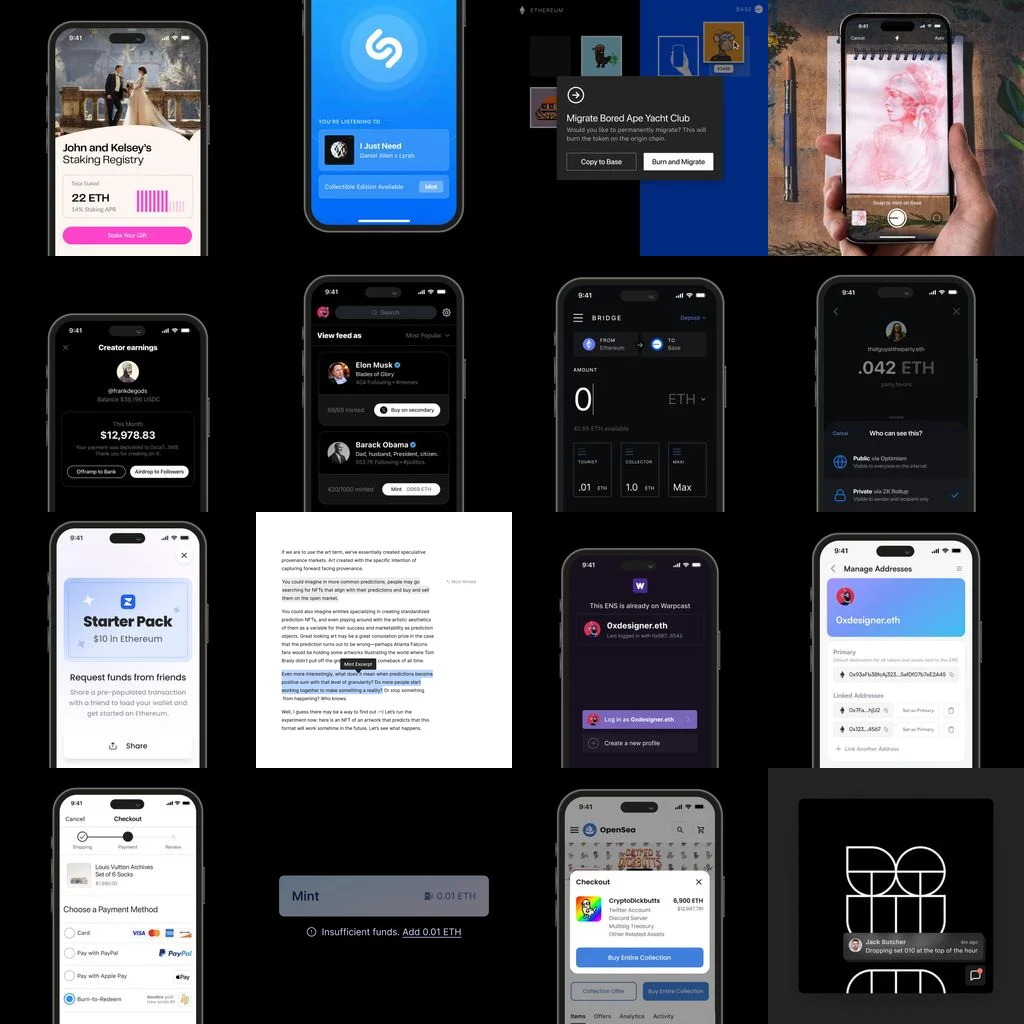 9:41
John and Kelsey's
Staking Registry
Total Staked
22 ETH
14% Staking APR
Stake Your Gift
YOU'RE LISTENING TO
I Just Need
Daniel Allen x Lyrah
Collectible Edition Available
Mint
ETHEREUM
BASE
Migrate Bored Ape Yacht Club
Would you like to permanently migrate? This will
burn the token on the origin chain.
Copy to Base
Burn and Migrate
9:41
Cancel
Auto
Snap to mint on Base
9:41
Creator earnings
@frankdegods
Balance $38,196 USDC
This Month
$12,978.83
Thank you for creating on X.
Offramp to Bank
Airdrop to Followers
9:41
Search
View feed as
Most Popular
Elon Musk
Blades of Glory
404 Following • #memes
69/69 minted
Buy on secondary
Barack Obama
Dad, husband, President, citizen.
552.7K Following • #politics
420/1000 minted
Mint .0069 ETH
9:41
BRIDGE
Deposit
FROM
Ethereum
TO
Base
AMOUNT
0
ETH
42.69 ETH available
TOURIST
.01 ETH
COLLECTOR
1.0 ETH
MAXI
Max
9:41
thatguyattheparty.eth
.042 ETH
party favors
Cancel
Who can see this?
Public via Optimism
Visible to everyone on the internet
Private via ZK Rollup
Visible to sender and recipient only
9:41
Starter Pack
$10 in Ethereum
Request funds from friends
Share a pre-populated transaction
with a friend to load your wallet and
get started on Ethereum.
Share
If we are to use the art term, we've essentially created speculative
provenance markets. Art created with the specific intention of
capturing forward facing provenance.
You could imagine in more common predictions, people may go
searching for NFTs that align with their predictions and buy and sell
them on the open market.
Most Minted
You could also imagine entities specializing in creating standardized
prediction NFTs, and even playing around with the artistic aesthetics
of them as a variable for their success and marketability as prediction
objects. Great looking art may be a great consolation prize in the case
that the prediction turns out to be wrong—perhaps Atlanta Falcons
fans would be holding some artworks illustrating the world where Tom
Brady didn't pull off the comeback of all time.
Mint Excerpt
Even more interestingly, what does it mean when predictions become
positive sum with that level of granularity? Do more people start
working together to make something a reality? Or stop something
from happening? Who knows.
Well, I guess there may be a way to find out :-) Let's run the
experiment now: here is an NFT of an artwork that predicts that this
format will work sometime in the future. Let's see what happens.
9:41
This ENS is already on Warpcast
0xdesigner.eth
Last logged in with 0x987...6543
Log in as 0xdesigner.eth
Create a new profile
9:41
Manage Addresses
0xdesigner.eth
Primary
Default destination for all tokens and assets sent to this ENS
Linked Addresses
0x7Fa...hjU2
Set as Primary
0x123...4567
Set as Primary
Link Another Address
9:41
Cancel
Checkout
Shipping
Payment
Review
Louis Vuitton Archives
Set of 6 Socks
$1,990.00
Choose a Payment Method
Card
VISA
Pay with PayPal
PayPal
Pay with Apple Pay
Pay
Burn-to-Redeem
Mint
0.01 ETH
Insufficient funds. Add 0.01 ETH
9:41
OpenSea
Checkout
CryptoDickbutts
6,900 ETH
Twitter Account
Discord Server
Multisig Treasury
Other Related Assets
Buy Entire Collection
Collection Offer
Buy Entire Collection
Items
Offers
Analytics
Activity
Jack Butcher
4m ago
Dropping set 010 at the top of the hour